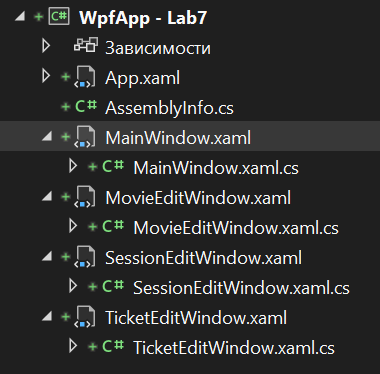 C# WpfApp - Lab7
Зависимости
App.xaml
C# AssemblyInfo.cs
MainWindow.xaml
C# MainWindow.xaml.cs
MovieEditWindow.xaml
C# MovieEditWindow.xaml.cs
SessionEditWindow.xaml
C# SessionEditWindow.xaml.cs
TicketEditWindow.xaml
C# TicketEditWindow.xaml.cs